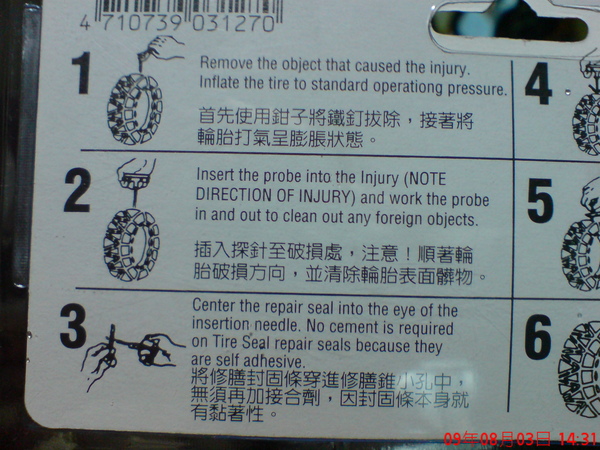 4 710739 031270
1
Remove the object that caused the injury.
Inflate the tire to standard operationg pressure.
首先使用鉗子將鐵釘拔除，接著將
輪胎打氣呈膨脹狀態。
2
Insert the probe into the Injury (NOTE
DIRECTION OF INJURY) and work the probe
in and out to clean out any foreign objects.
插入探針至破損處，注意！順著輪
胎破損方向，並清除輪胎表面髒物。
3
Center the repair seal into the eye of the
insertion needle. No cement is required
on Tire Seal repair seals because they
are self adhesive.
將修膳封固條穿進修膳錐小孔中，
無須再加接合劑，因封固條本身就
有黏著性。
4
5
6
09年08月03日 14:31